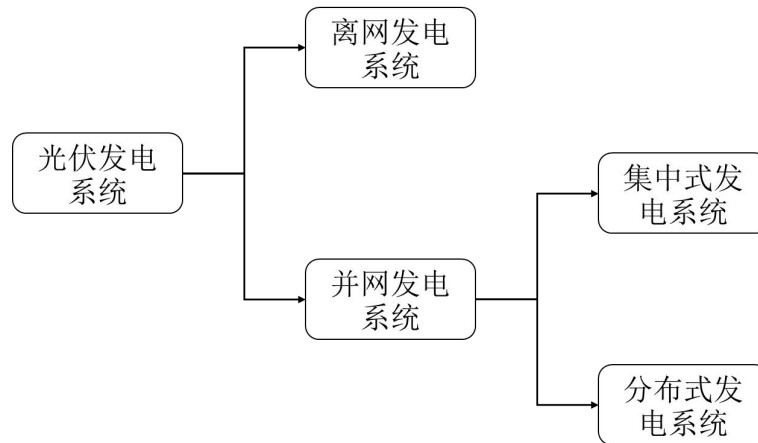 离网发电
系统
光伏发电
系统
集中式发
电系统
并网发电
系统
分布式发
电系统